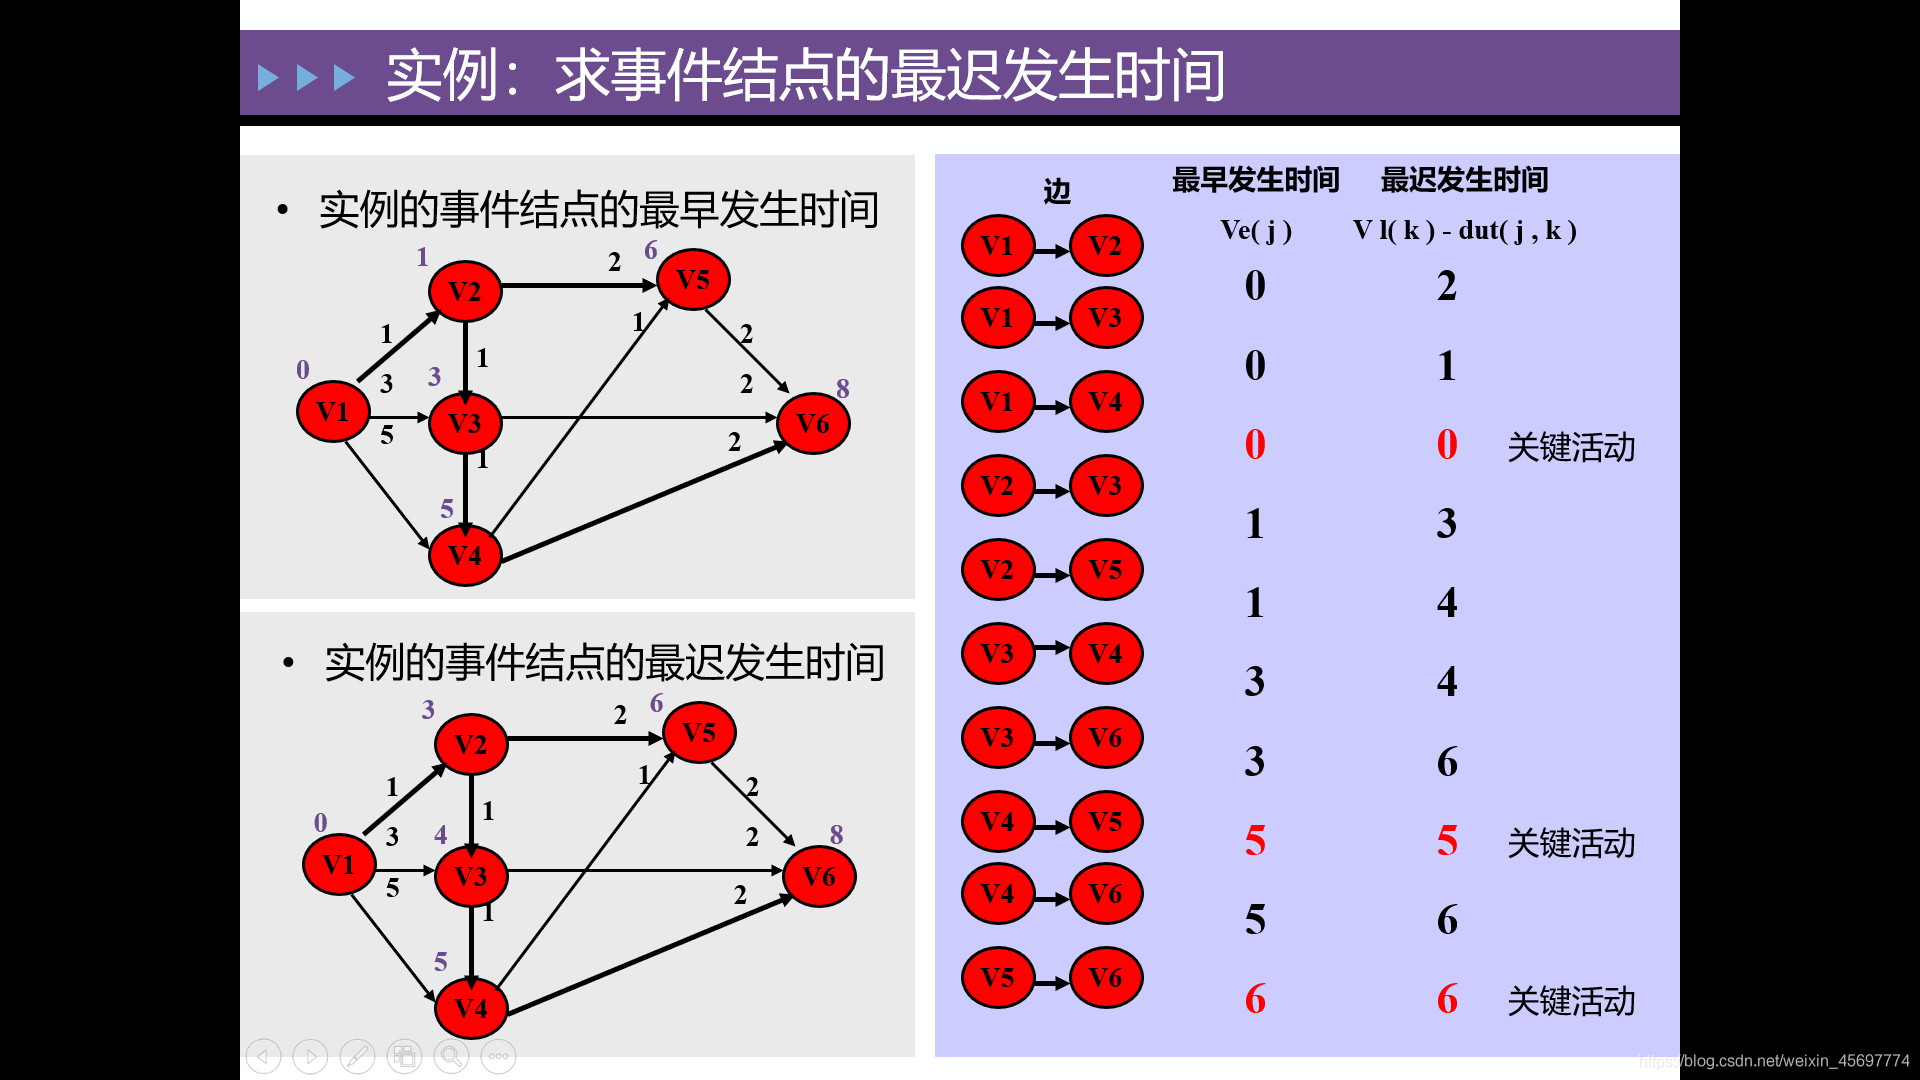 实例：求事件结点的最迟发生时间
• 实例的事件结点的最早发生时间
1
6
2
V2
V5
1
1
2
1
0
3
3
2
8
V1
V3
V6
5
2
1
5
V4
• 实例的事件结点的最迟发生时间
3
6
2
V2
V5
1
1
2
1
0
3
4
2
8
V1
V3
V6
5
2
1
5
V4
边 最早发生时间 最迟发生时间
Ve( j ) V l( k ) - dut( j , k )
V1 V2 0 2
V1 V3 0 1
V1 V4 0 0 关键活动
V2 V3 1 3
V2 V5 1 4
V3 V4 3 4
V3 V6 3 6
V4 V5 5 5 关键活动
V4 V6 5 6
V5 V6 6 6 关键活动
https://blog.csdn.net/weixin_45697774